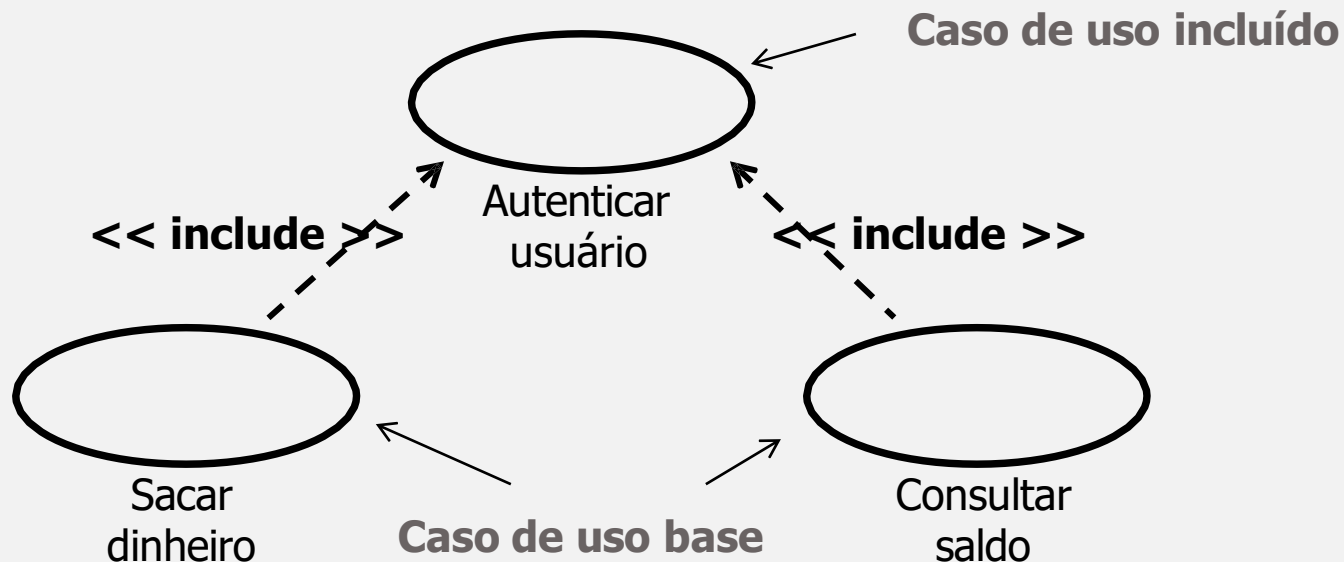 Caso de uso incluído
Autenticar
usuário
<< include >>
<< include >>
Sacar
dinheiro
Caso de uso base
Consultar
saldo